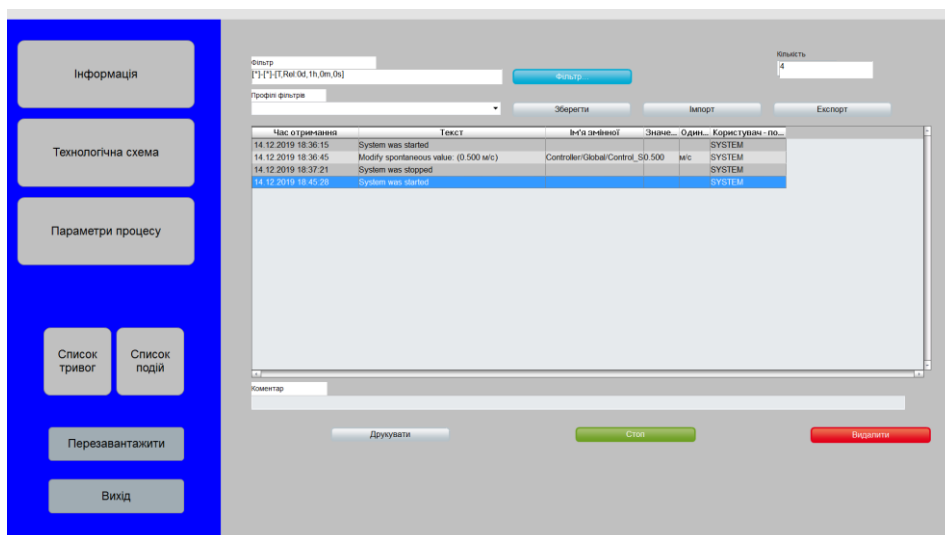 Інформація
Технологічна схема
Параметри процесу
Список тривог
Список подій
Перезавантажити
Вихід
Фільтр
[*]-[*]-[T,Rel:0d,1h,0m,0s]
Фільтр...
Кількість
4
Профілі фільтрів
Зберегти
Імпорт
Експорт
Час отримання Текст Ім'я змінної Значе... Один... Користувач - по...
14.12.2019 18:36:15 System was started SYSTEM
14.12.2019 18:36:45 Modify spontaneous value: (0.500 м/с) Controller/Global/Control_S 0.500 м/с SYSTEM
14.12.2019 18:37:21 System was stopped SYSTEM
14.12.2019 18:45:28 System was started SYSTEM
Коментар
Друкувати
Стоп
Видалити